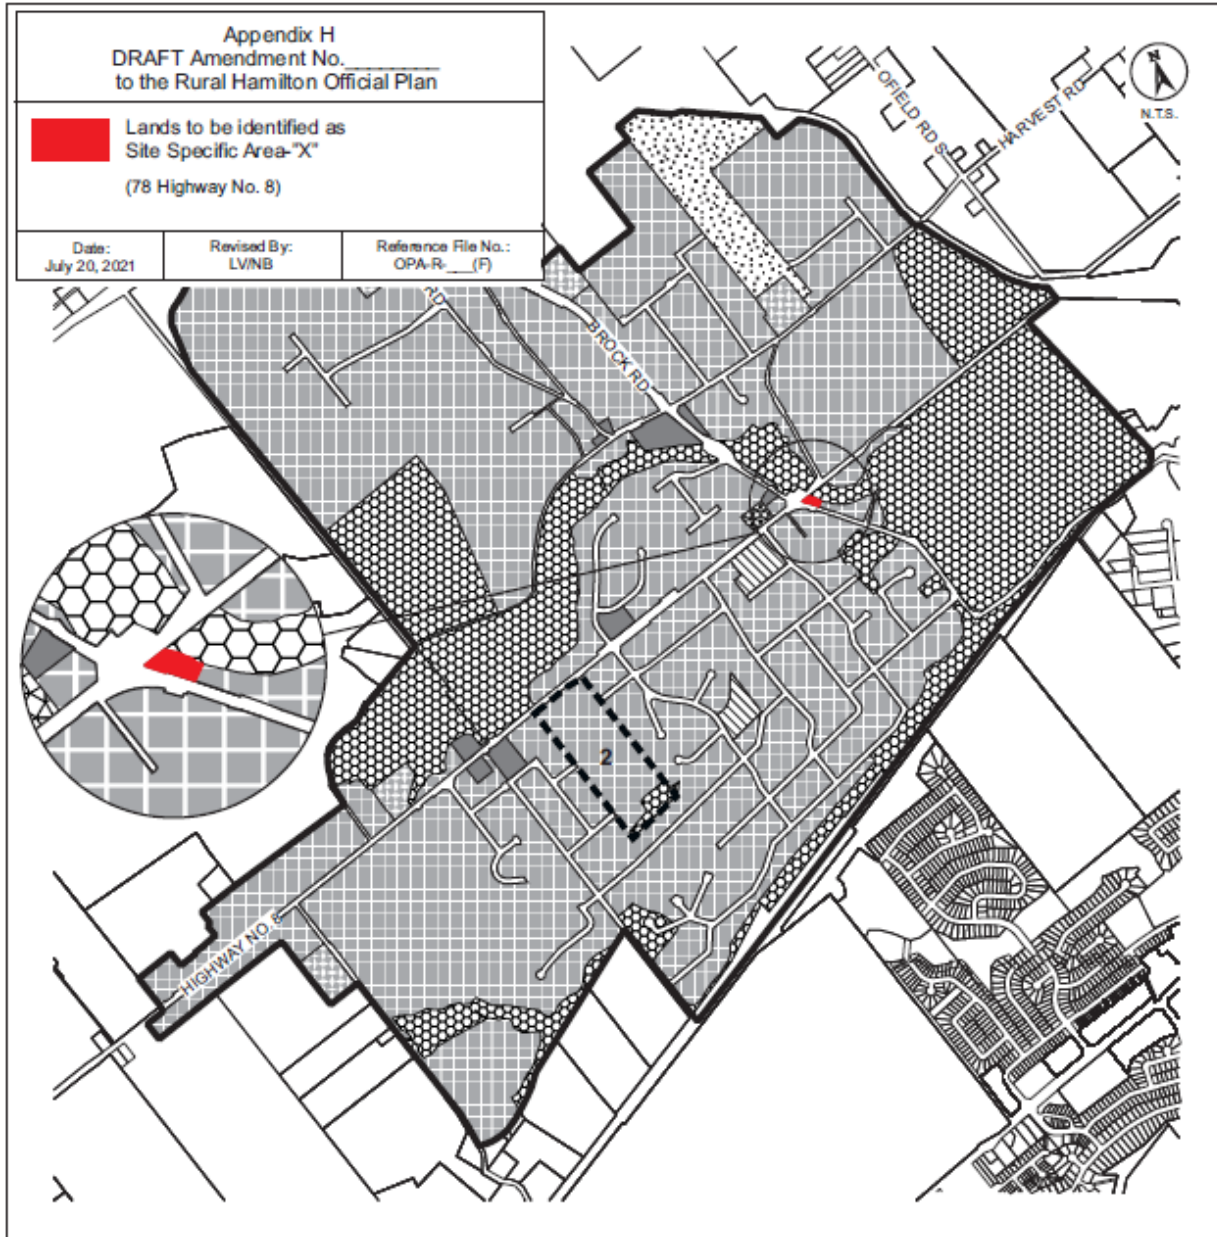 Appendix H
DRAFT Amendment No.________
to the Rural Hamilton Official Plan
Lands to be identified as
Site Specific Area-"X"
(78 Highway No. 8)
Date:
July 20, 2021
Revised By:
LV/NB
Reference File No.:
OPA-R-___(F)
N
N.T.S.
OFIELD RD S
HARVEST RD
RD
BROCK RD
2
HIGHWAY NO. 8